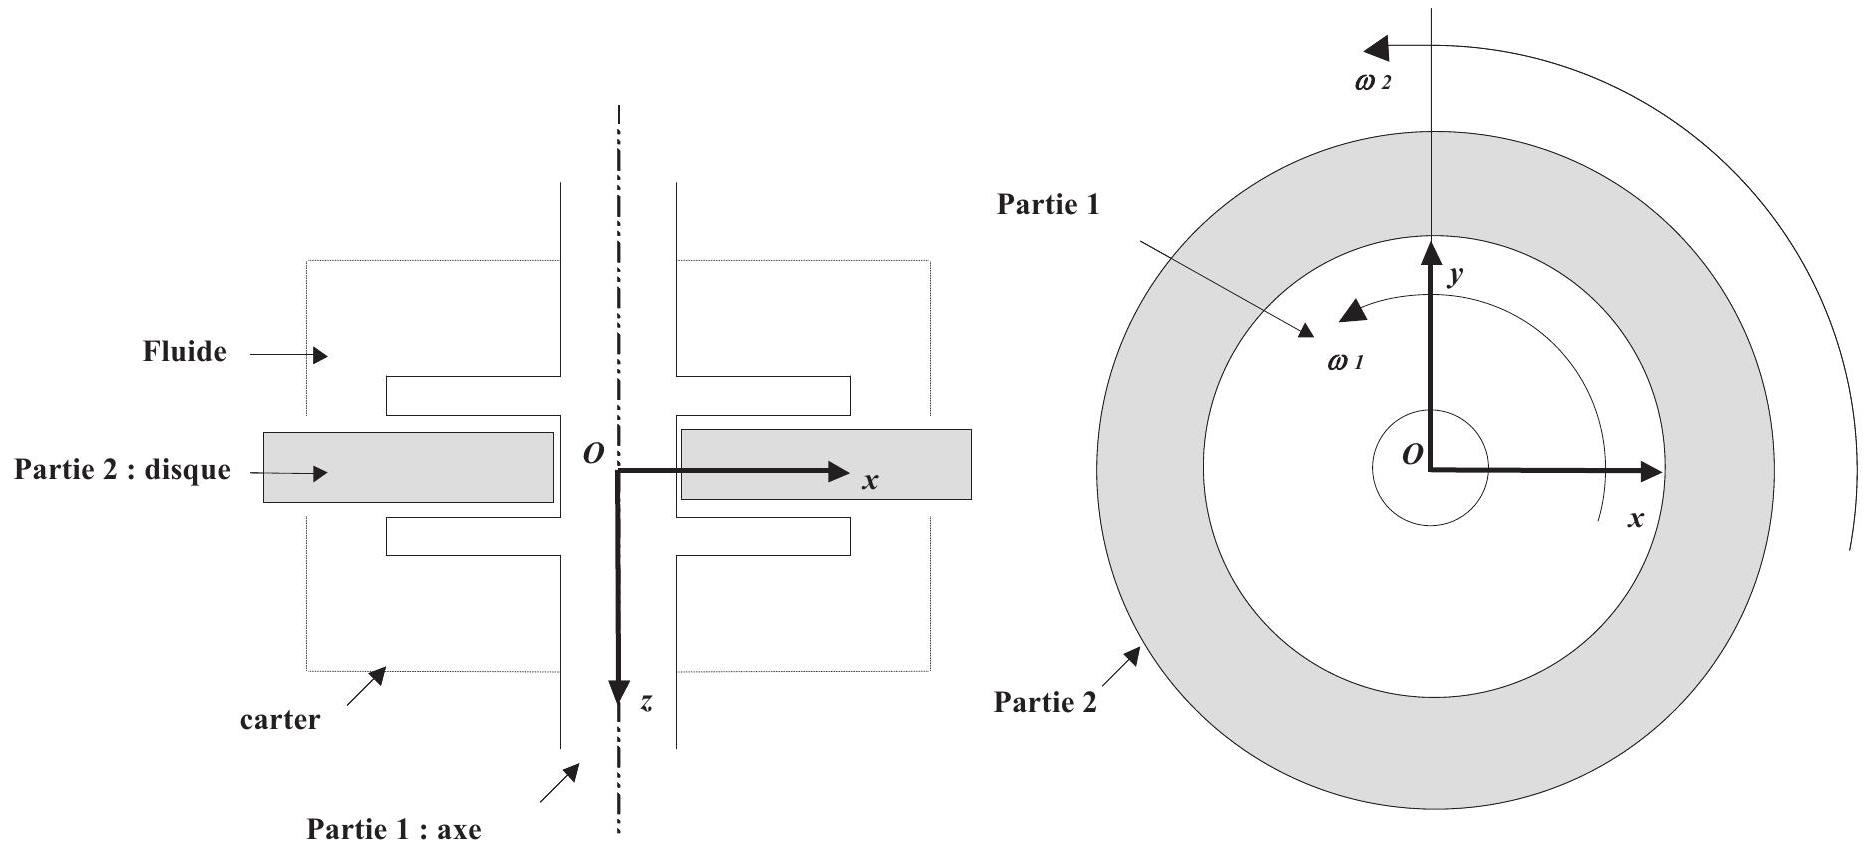 Fluide
Partie 2 : disque
O
x
z
carter
Partie 1 : axe
ω 2
Partie 1
y
ω 1
O
x
Partie 2